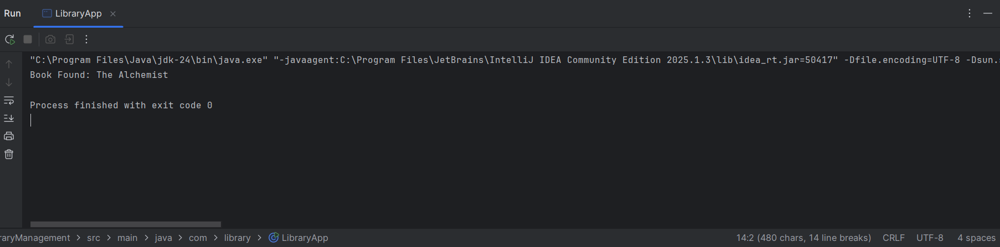 Run LibraryApp
"C:\Program Files\Java\jdk-24\bin\java.exe" "-javaagent:C:\Program Files\JetBrains\IntelliJ IDEA Community Edition 2025.1.3\lib\idea_rt.jar=50417" -Dfile.encoding=UTF-8 -Dsun.
Book Found: The Alchemist
Process finished with exit code 0
raryManagement > src > main > java > com > library > LibraryApp 14:2 (480 chars, 14 line breaks) CRLF UTF-8 4 spaces